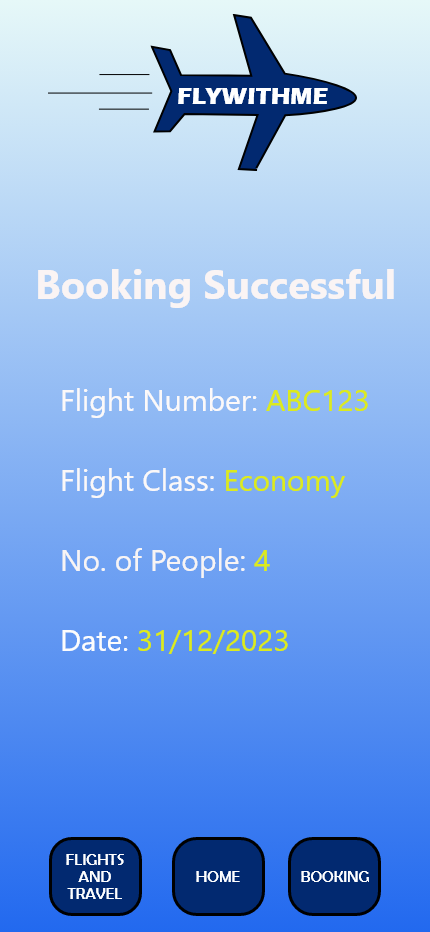 FLYWITHME
Booking Successful
Flight Number: ABC123
Flight Class: Economy
No. of People: 4
Date: 31/12/2023
FLIGHTS
AND
TRAVEL
HOME
BOOKING